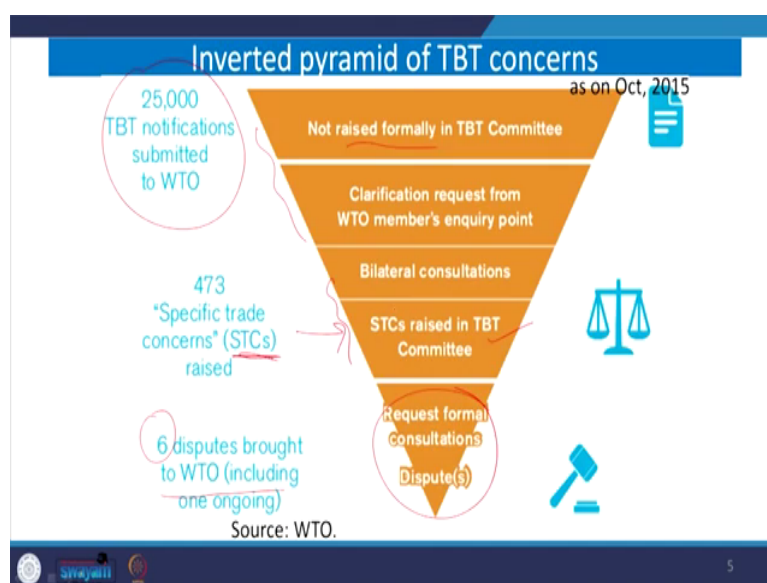 Inverted pyramid of TBT concerns
as on Oct, 2015
25,000
TBT notifications
submitted
to WTO
Not raised formally in TBT Committee
Clarification request from
WTO member's enquiry point
Bilateral consultations
473
"Specific trade
concerns" (STCs)
raised
STCs raised in TBT
Committee
6 disputes brought
to WTO (including
one ongoing)
Request formal
consultations
Dispute(s)
Source: WTO.
swayam
5